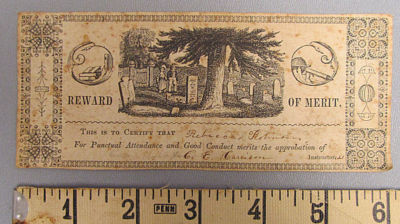 REWARD OF MERIT.
THIS IS TO CERTIFY THAT Rebecca
For Punctual Attendance and Good Conduct merits the approbation of
C. E. Instructor
1 2 PENN 3 4 5 6